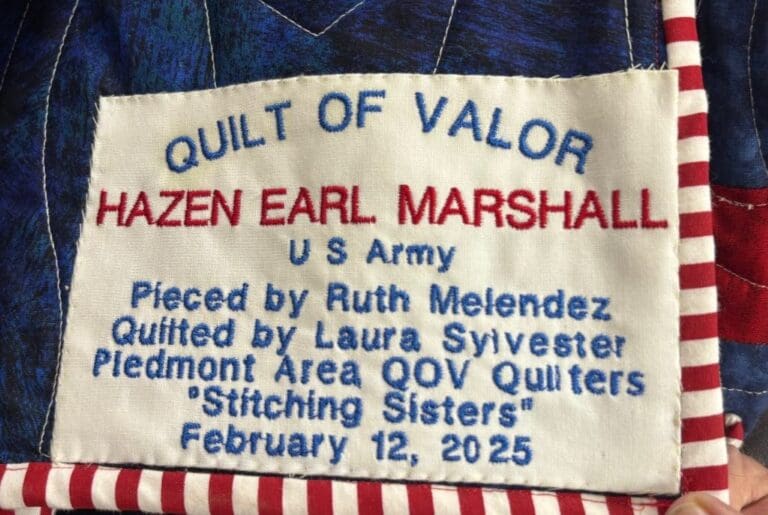 QUILT OF VALOR
HAZEN EARL MARSHALL
U S Army
Pieced by Ruth Melendez
Quilted by Laura Sylvester
Piedmont Area QOV Quilters
"Stitching Sisters"
February 12, 2025